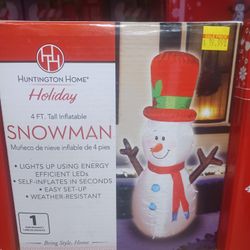 HH
HUNTINGTON HOME®
Holiday
4 FT. Tall Inflatable
SNOWMAN
Muñeco de nieve inflable de 4 pies
• LIGHTS UP USING ENERGY
EFFICIENT LEDs
• SELF-INFLATES IN SECONDS
• EASY SET-UP
• WEATHER-RESISTANT
1
Being Style, Home